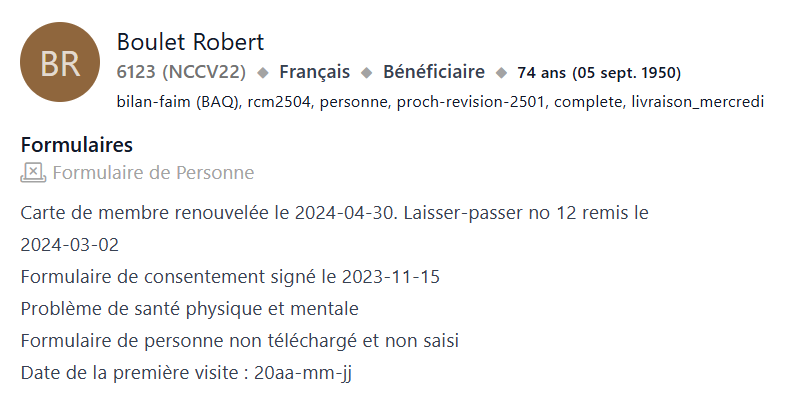 BR
Boulet Robert
6123 (NCCV22) ◆ Français ◆ Bénéficiaire ◆ 74 ans (05 sept. 1950)
bilan-faim (BAQ), rcm2504, personne, proch-revision-2501, complete, livraison_mercredi
Formulaires
Formulaire de Personne
Carte de membre renouvelée le 2024-04-30. Laisser-passer no 12 remis le
2024-03-02
Formulaire de consentement signé le 2023-11-15
Problème de santé physique et mentale
Formulaire de personne non téléchargé et non saisi
Date de la première visite : 20aa-mm-jj